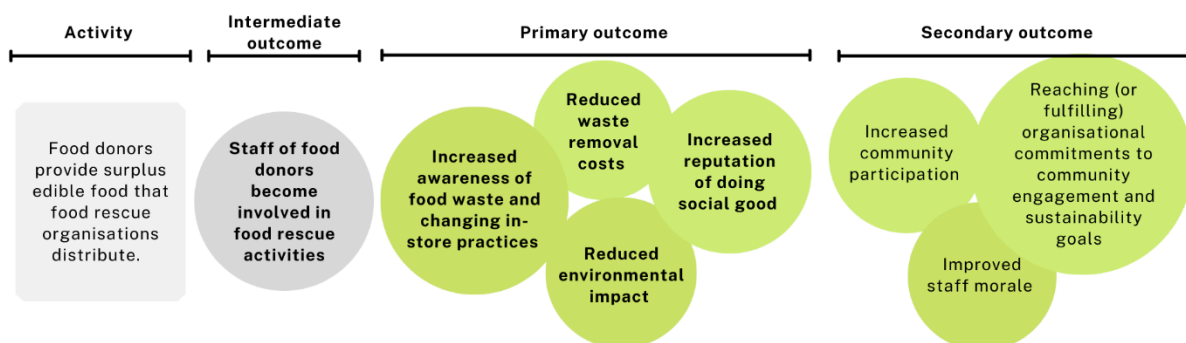 Activity
Intermediate
outcome
Primary outcome
Secondary outcome
Food donors
provide surplus
edible food that
food rescue
organisations
distribute.
Staff of food
donors
become
involved in
food rescue
activities
Increased
awareness of
food waste and
changing in-
store practices
Reduced
waste
removal
costs
Reduced
environmental
impact
Increased
reputation
of doing
social good
Increased
community
participation
Improved
staff morale
Reaching (or
fulfilling)
organisational
commitments to
community
engagement and
sustainability
goals